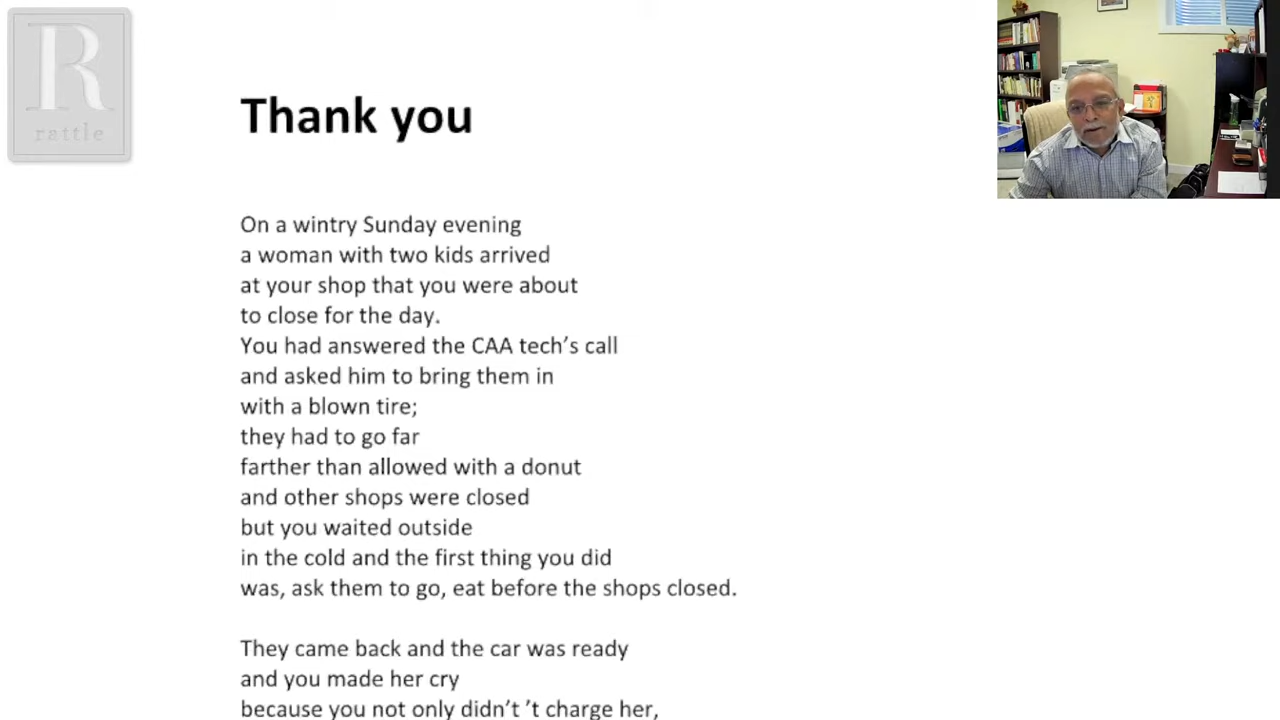 R
rattle
Thank you
On a wintry Sunday evening
a woman with two kids arrived
at your shop that you were about
to close for the day.
You had answered the CAA tech’s call
and asked him to bring them in
with a blown tire;
they had to go far
farther than allowed with a donut
and other shops were closed
but you waited outside
in the cold and the first thing you did
was, ask them to go, eat before the shops closed.
They came back and the car was ready
and you made her cry
because you not only didn’t ’t charge her,